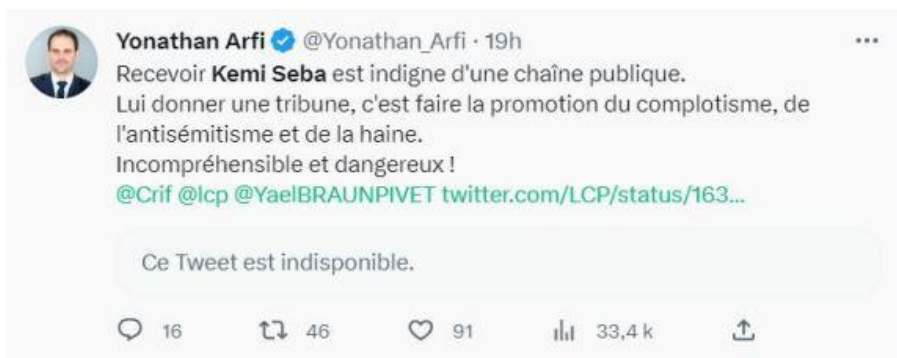 Yonathan Arfi @Yonathan_Arfi · 19h
Recevoir Kemi Seba est indigne d'une chaîne publique.
Lui donner une tribune, c'est faire la promotion du complotisme, de
l'antisémitisme et de la haine.
Incompréhensible et dangereux !
@Crif @lcp @YaelBRAUNPIVET twitter.com/LCP/status/163...
Ce Tweet est indisponible.
16 46 91 33,4 k